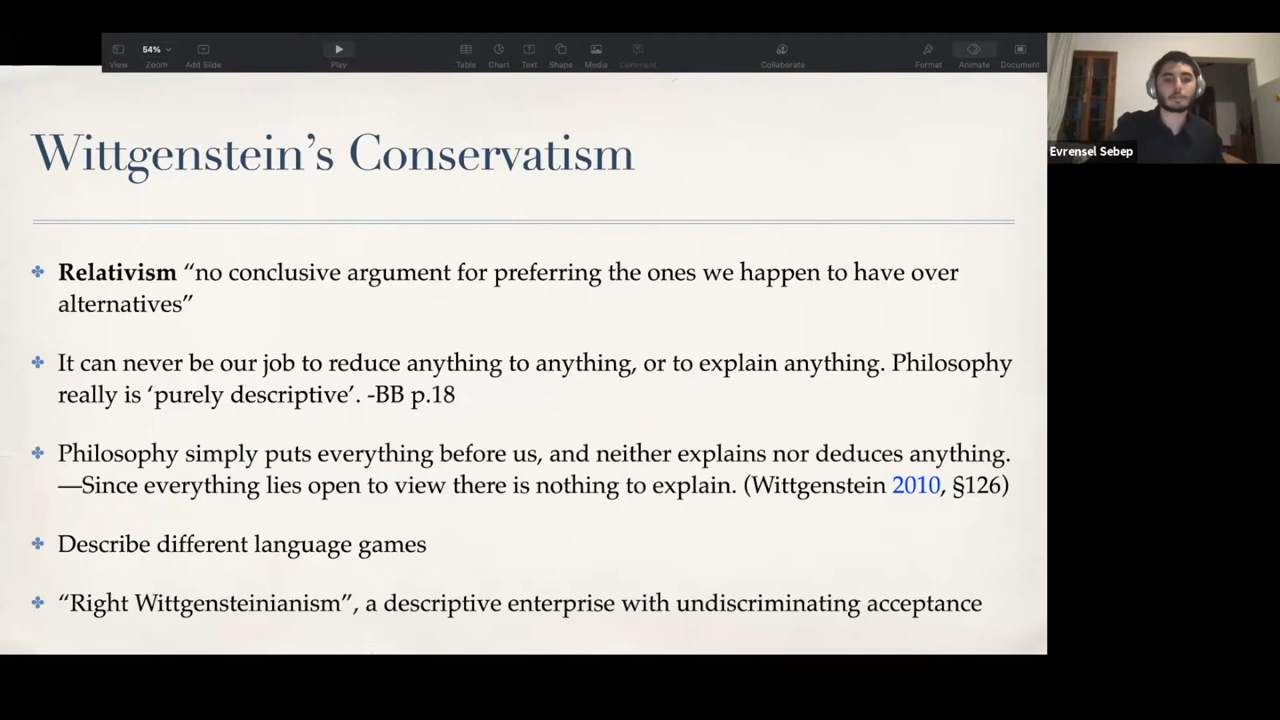 54%
View
Zoom
Add Slide
Play
Table
Chart
Text
Shape
Media
Comment
Collaborate
Format
Animate
Document
Evrensel Sebep
Wittgenstein’s Conservatism
Relativism “no conclusive argument for preferring the ones we happen to have over
alternatives”
It can never be our job to reduce anything to anything, or to explain anything. Philosophy
really is ‘purely descriptive’. -BB p.18
Philosophy simply puts everything before us, and neither explains nor deduces anything.
—Since everything lies open to view there is nothing to explain. (Wittgenstein 2010, §126)
Describe different language games
“Right Wittgensteinianism”, a descriptive enterprise with undiscriminating acceptance